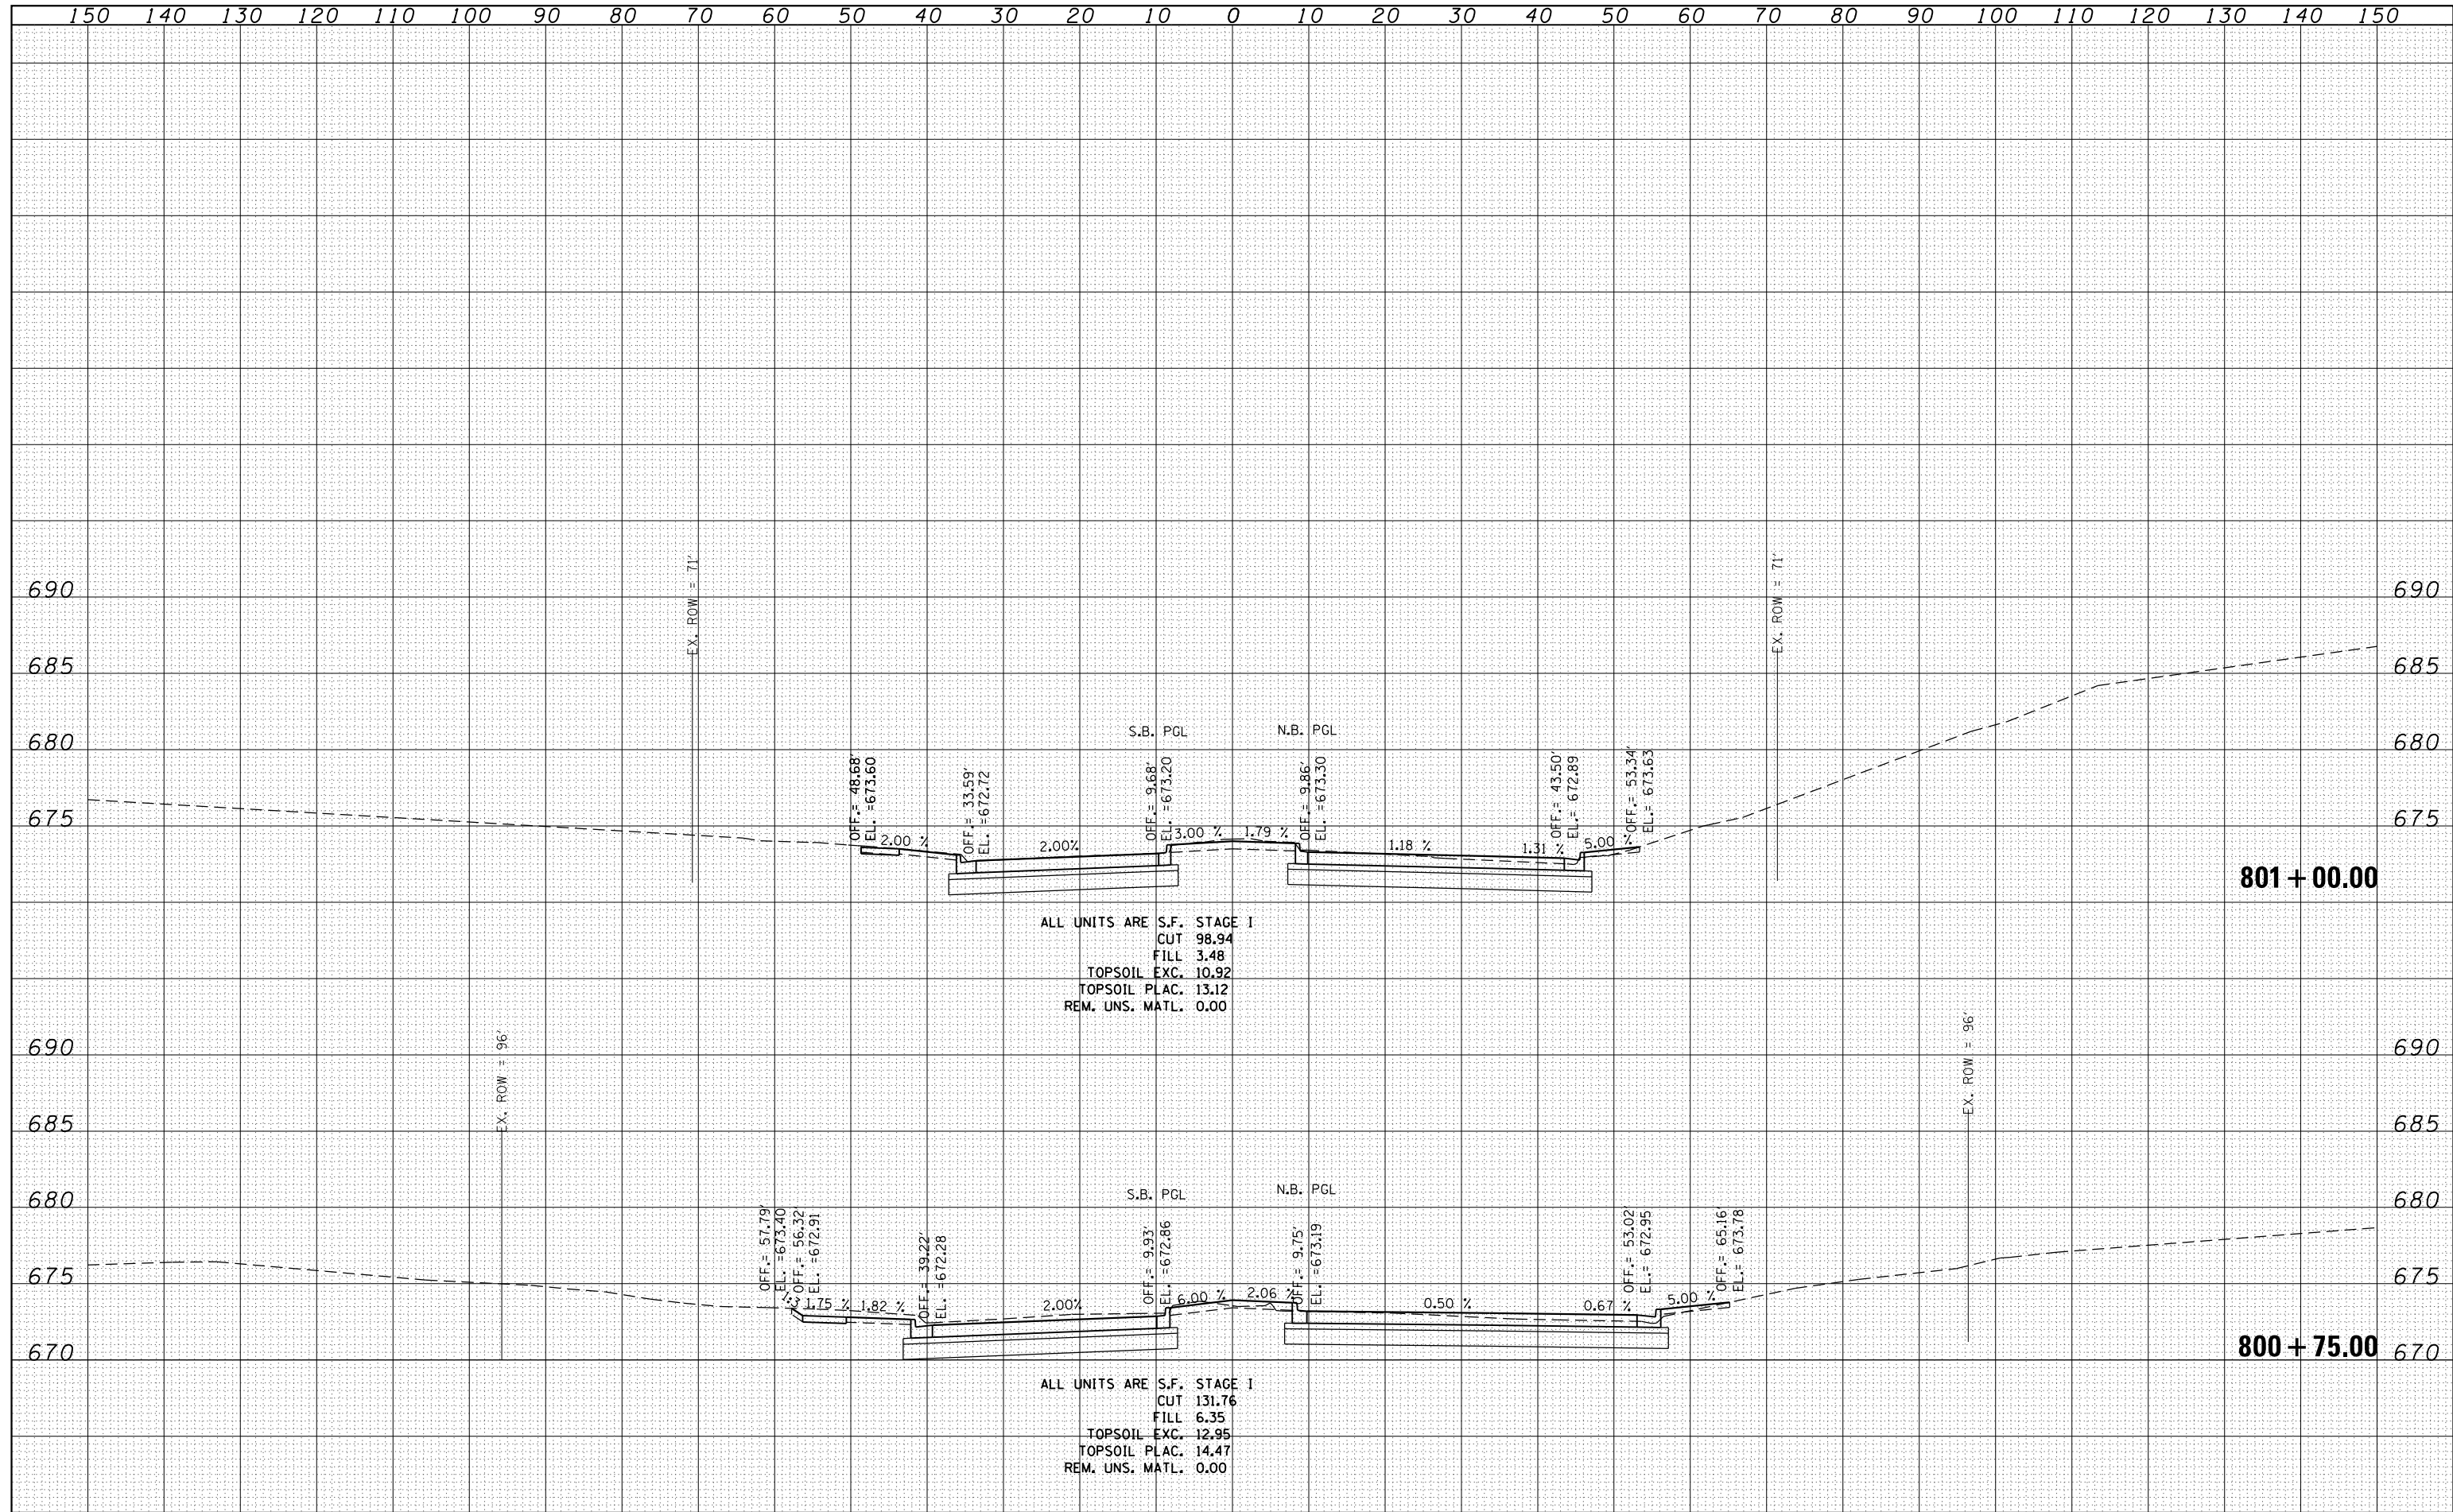 150 140 130 120 110 100 90 80 70 60 50 40 30 20 10 0 10 20 30 40 50 60 70 80 90 100 110 120 130 140 150
EX. ROW = 71'
EX. ROW = 71'
690 690
685 685
680 680
675 675
S.B. PGL
N.B. PGL
OFF.= 48.68'
EL. =673.60
OFF.= 33.59'
EL. =672.72
OFF.= 9.68'
EL. =673.20
OFF.= 9.86'
EL. =673.30
OFF.= 43.50'
EL.= 672.89
OFF.= 53.34'
EL.= 673.63
2.00 %
2.00%
3.00 %
1.79 %
1.18 %
1.31 %
5.00 %
801+00.00
ALL UNITS ARE S.F. STAGE I
CUT 98.94
FILL 3.48
TOPSOIL EXC. 10.92
TOPSOIL PLAC. 13.12
REM. UNS. MATL. 0.00
EX. ROW = 96'
EX. ROW = 96'
690 690
685 685
680 680
675 675
670 670
S.B. PGL
N.B. PGL
OFF.= 57.79'
EL. =673.40
OFF.= 56.32'
EL. =672.91
OFF.= 39.22'
EL. =672.28
OFF.= 9.93'
EL. =672.86
OFF.= 9.75'
EL. =673.19
OFF.= 53.02'
EL.= 672.95
OFF.= 65.16'
EL.= 673.78
1:3
1.75 %
1.82 %
2.00%
6.00 %
2.06 %
0.50 %
0.67 %
5.00 %
800+75.00
ALL UNITS ARE S.F. STAGE I
CUT 131.76
FILL 6.35
TOPSOIL EXC. 12.95
TOPSOIL PLAC. 14.47
REM. UNS. MATL. 0.00